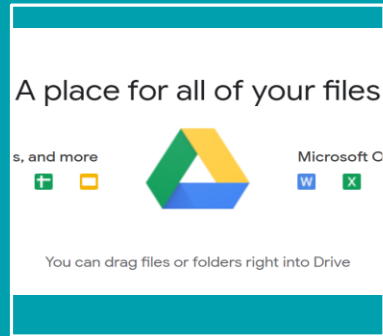 A place for all of your files
s, and more
Microsoft O
W X
You can drag files or folders right into Drive